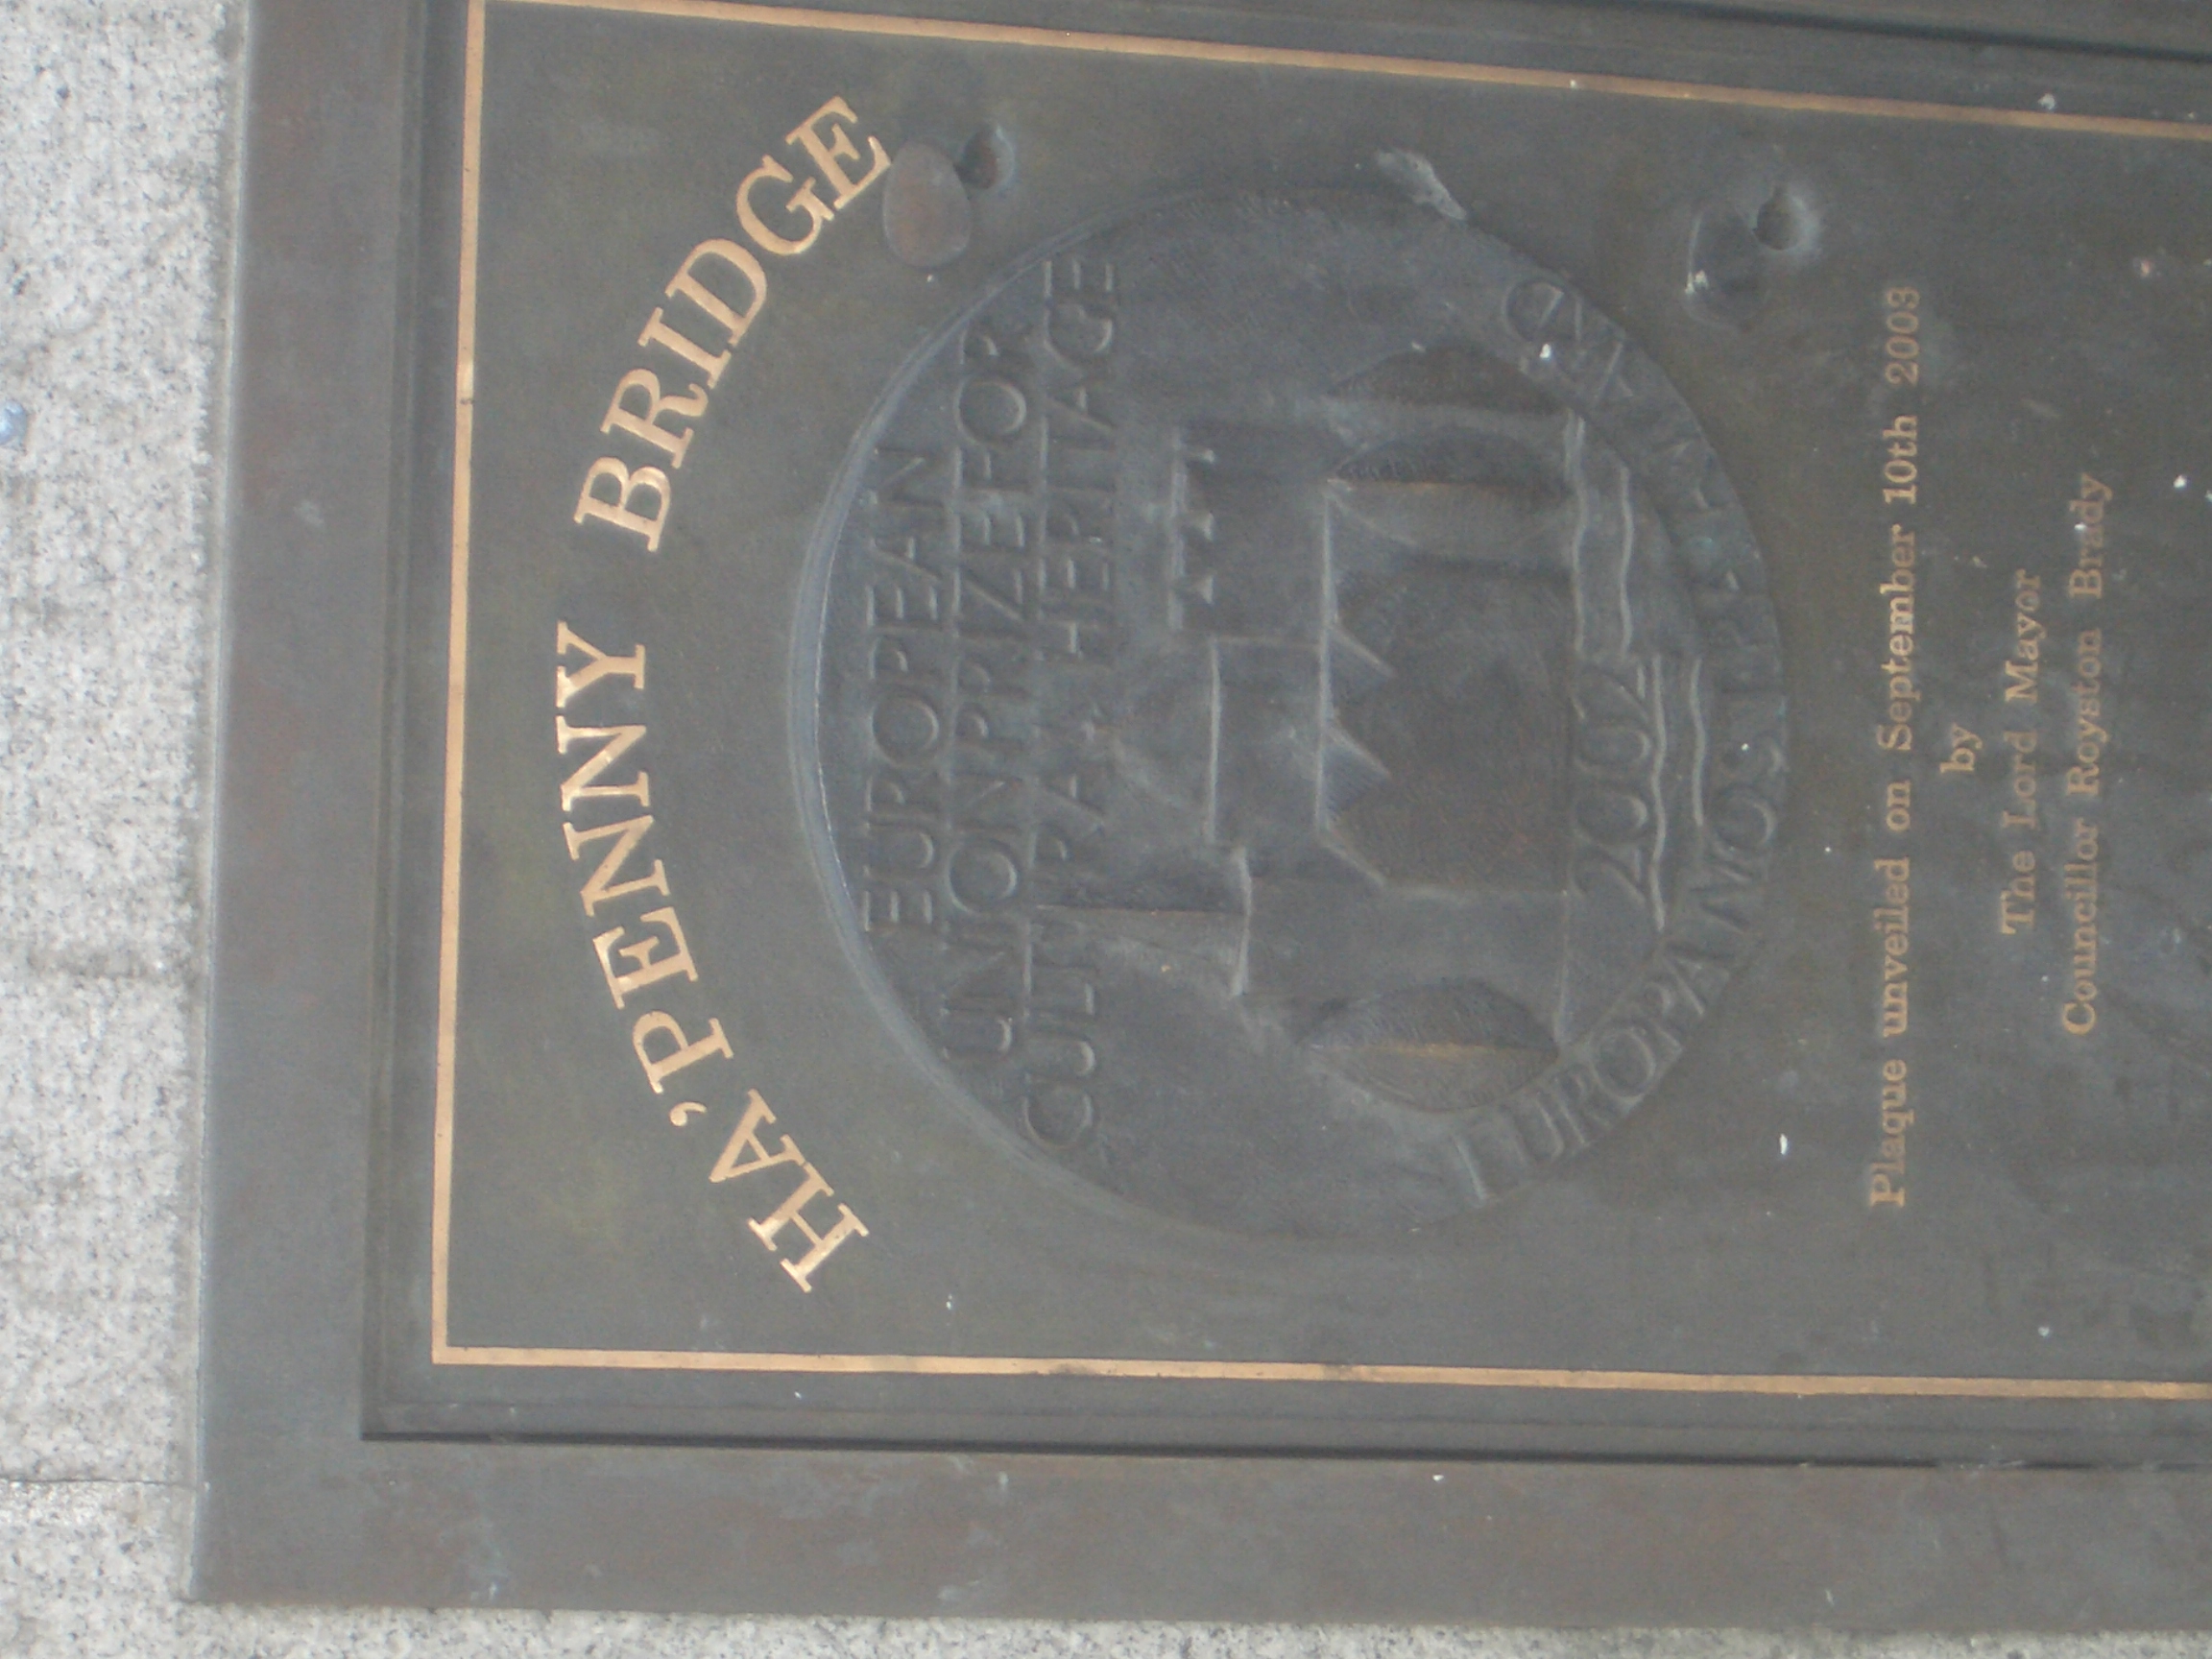 HA'PENNY BRIDGE
EUROPEAN
UNION PRIZE FOR
CULTURAL HERITAGE
2002
EUROPA NOSTRA
Plaque unveiled on September 10th 2003
by
The Lord Mayor
Councillor Royston Brady